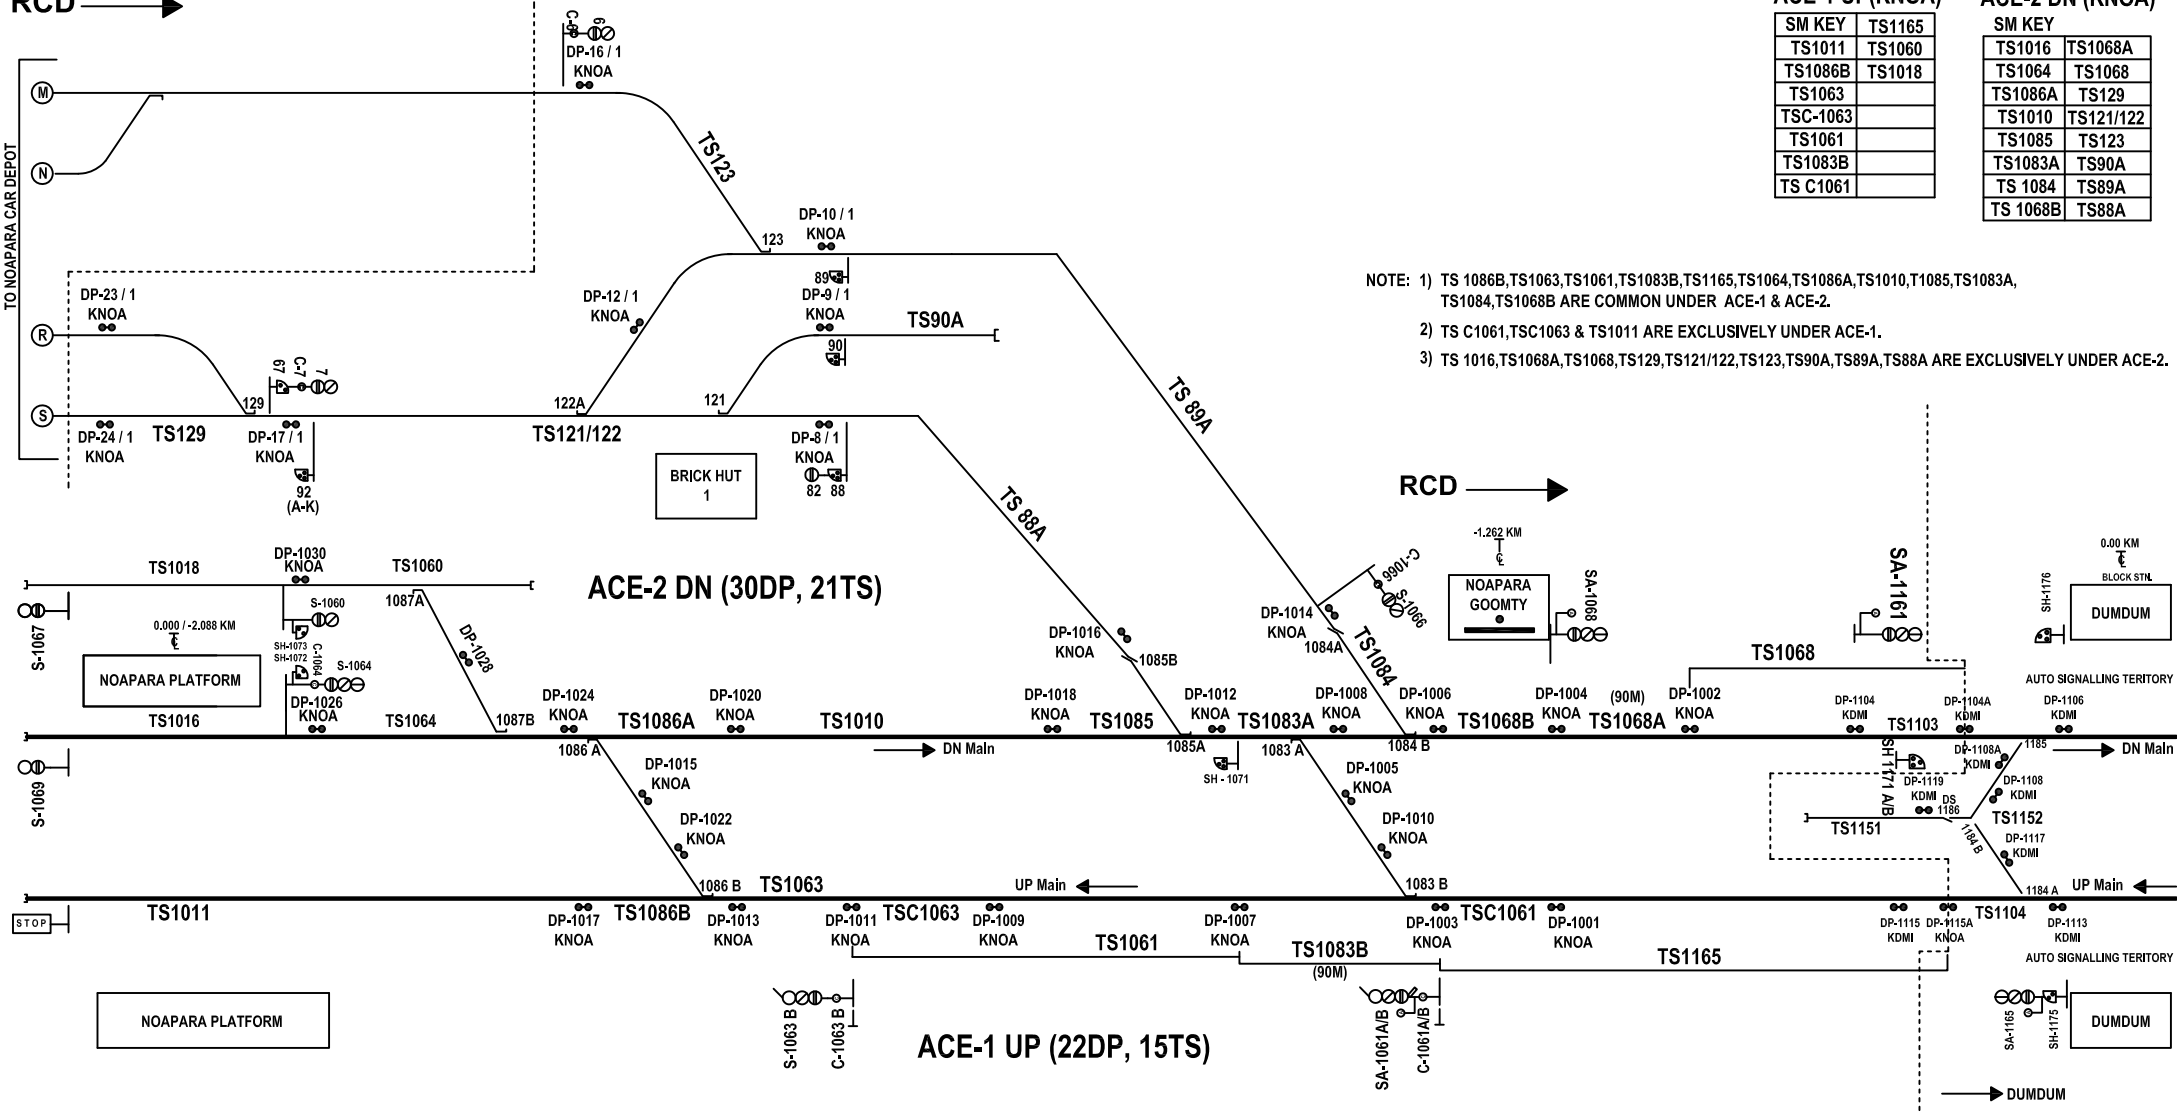 RCD
ACE-1 UP(KNOA)
ACE-2 DN (KNOA)
SM KEY TS1165
TS1011 TS1060
TS1086B TS1018
TS1063
TSC-1063
TS1061
TS1083B
TS C1061
SM KEY
TS1016 TS1068A
TS1064 TS1068
TS1086A TS129
TS1010 TS121/122
TS1085 TS123
TS1083A TS90A
TS 1084 TS89A
TS 1068B TS88A
NOTE: 1) TS 1086B,TS1063,TS1061,TS1083B,TS1165,TS1064,TS1086A,TS1010,T1085,TS1083A,
TS1084,TS1068B ARE COMMON UNDER ACE-1 & ACE-2.
2) TS C1061,TSC1063 & TS1011 ARE EXCLUSIVELY UNDER ACE-1.
3) TS 1016,TS1068A,TS1068,TS129,TS121/122,TS123,TS90A,TS89A,TS88A ARE EXCLUSIVELY UNDER ACE-2.
TO NOAPARA CAR DEPOT
M
N
R
S
C-6
6
DP-16 / 1
KNOA
TS123
123
DP-10 / 1
KNOA
89
DP-9 / 1
KNOA
90
TS90A
DP-12 / 1
KNOA
DP-23 / 1
KNOA
67
C-7
7
129
122A
121
DP-24 / 1
KNOA
TS129
DP-17 / 1
KNOA
92
(A-K)
TS121/122
BRICK HUT
1
DP-8 / 1
KNOA
82 88
TS 88A
TS 89A
RCD
-1.262 KM
NOAPARA
GOOMTY
C-1066
S-1066
SA-1068
SA-1161
SH-1176
0.00 KM
BLOCK STN.
DUMDUM
AUTO SIGNALLING TERITORY
TS1018
DP-1030
KNOA
TS1060
1087A
ACE-2 DN (30DP, 21TS)
S-1067
0.000 / -2.088 KM
NOAPARA PLATFORM
S-1060
SH-1073
SH-1072
C-1064
S-1064
DP-1028
DP-1026
KNOA
TS1016
TS1064
1087B
DP-1024
KNOA
TS1086A
DP-1020
KNOA
TS1010
DP-1018
KNOA
TS1085
DP-1016
KNOA
1085B
DP-1012
KNOA
TS1083A
DP-1014
KNOA
1084A
TS1084
DP-1008
KNOA
DP-1006
KNOA
TS1068B
DP-1004
KNOA
(90M)
TS1068A
DP-1002
KNOA
TS1068
DP-1104
KDMI
TS1103
DP-1104A
KDMI
DP-1106
KDMI
1086 A
DN MaIn
1085A
SH - 1071
1083 A
1084 B
SH 1171 A/B
DP-1108A
KDMI
1185
DN MaIn
S-1069
DP-1015
KNOA
DP-1022
KNOA
DP-1005
KNOA
DP-1010
KNOA
DP-1119
KDMI
DS
1186
DP-1108
KDMI
TS1151
TS1152
1184 B
DP-1117
KDMI
1086 B
TS1063
UP Main
1083 B
1184 A
UP Main
STOP
TS1011
DP-1017
KNOA
TS1086B
DP-1013
KNOA
DP-1011
KNOA
TSC1063
DP-1009
KNOA
DP-1007
KNOA
DP-1003
KNOA
TSC1061
DP-1001
KNOA
DP-1115
KDMI
DP-1115A
KNOA
TS1104
DP-1113
KDMI
TS1061
TS1083B
(90M)
TS1165
AUTO SIGNALLING TERITORY
NOAPARA PLATFORM
S-1063 B
C-1063 B
ACE-1 UP (22DP, 15TS)
SA-1061A/B
C-1061A/B
SA-1165
SH-1175
DUMDUM
DUMDUM